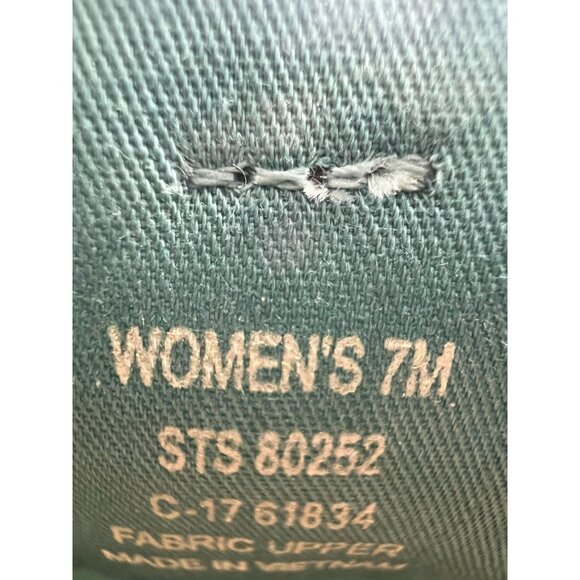 WOMEN'S 7M
STS 80252
C-17 61834
FABRIC UPPER
MADE IN VIETNAM